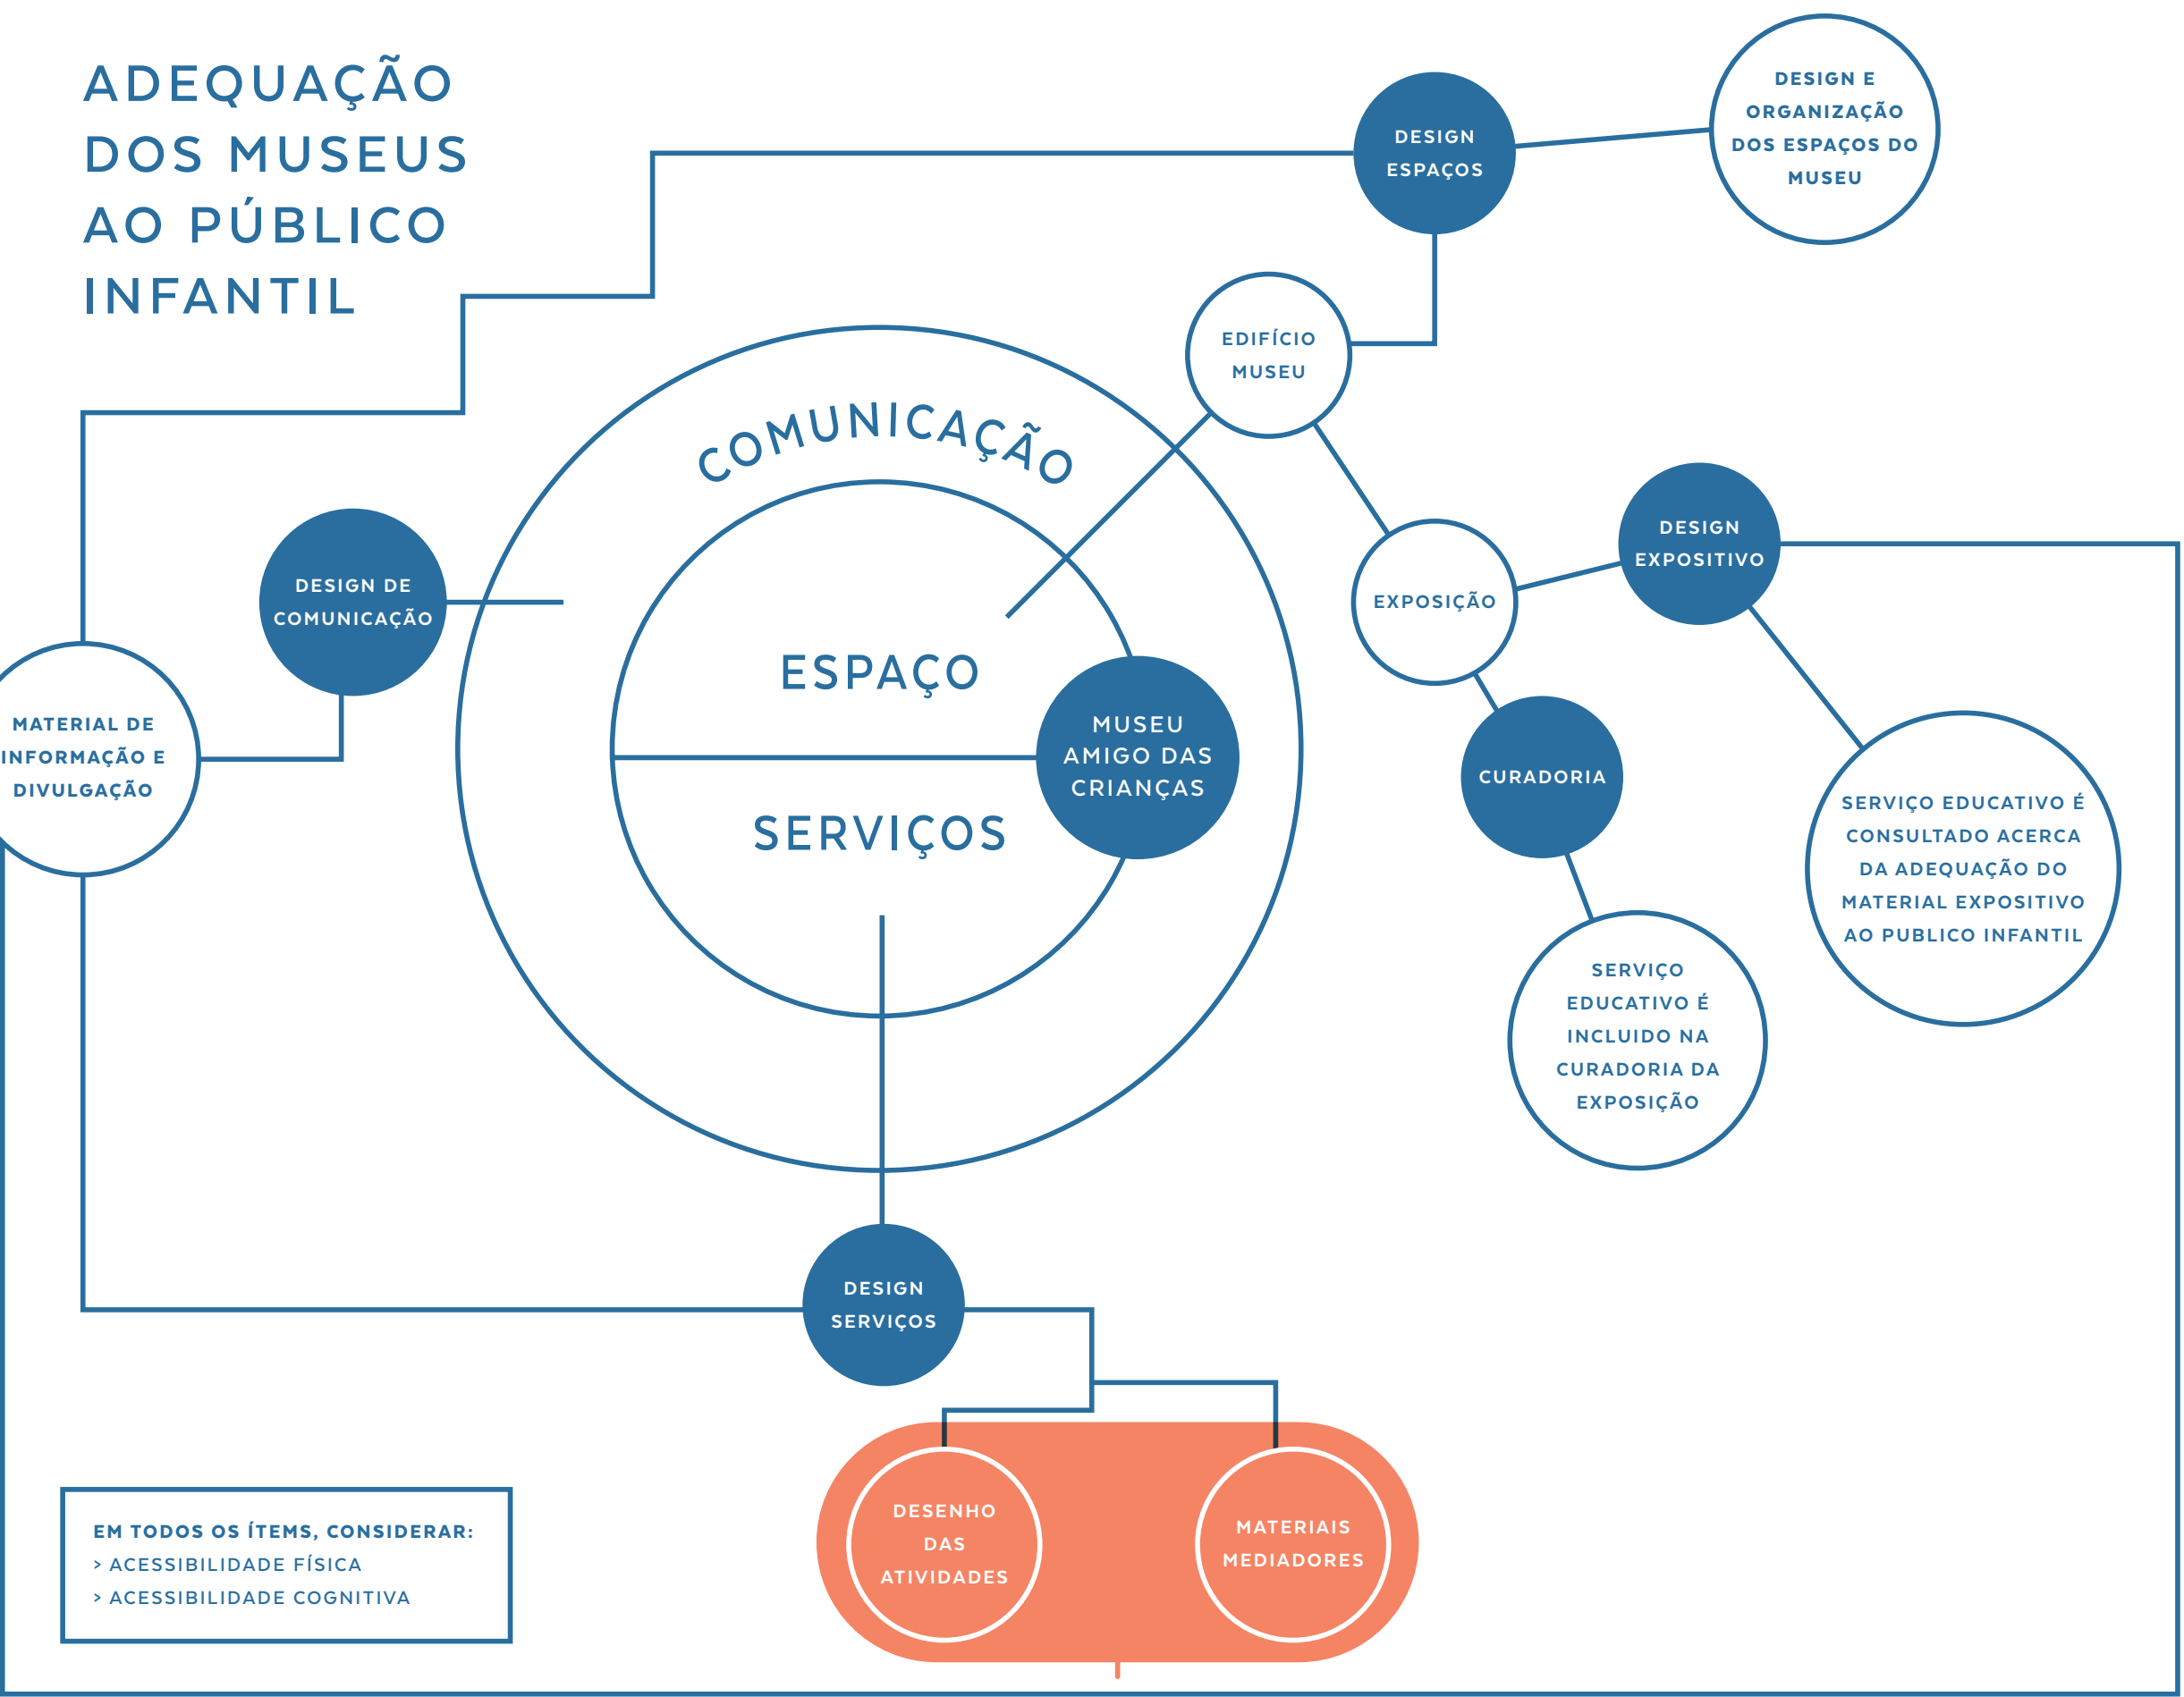 ADEQUAÇÃO
DOS MUSEUS
AO PÚBLICO
INFANTIL
DESIGN E
ORGANIZAÇÃO
DOS ESPAÇOS DO
MUSEU
DESIGN
ESPAÇOS
EDIFÍCIO
MUSEU
COMUNICAÇÃO
DESIGN
EXPOSITIVO
DESIGN DE
COMUNICAÇÃO
EXPOSIÇÃO
ESPAÇO
MUSEU
AMIGO DAS
CRIANÇAS
MATERIAL DE
INFORMAÇÃO E
DIVULGAÇÃO
CURADORIA
SERVIÇOS
SERVIÇO EDUCATIVO É
CONSULTADO ACERCA
DA ADEQUAÇÃO DO
MATERIAL EXPOSITIVO
AO PUBLICO INFANTIL
SERVIÇO
EDUCATIVO É
INCLUIDO NA
CURADORIA DA
EXPOSIÇÃO
DESIGN
SERVIÇOS
DESENHO
DAS
ATIVIDADES
MATERIAIS
MEDIADORES
EM TODOS OS ÍTEMS, CONSIDERAR:
> ACESSIBILIDADE FÍSICA
> ACESSIBILIDADE COGNITIVA